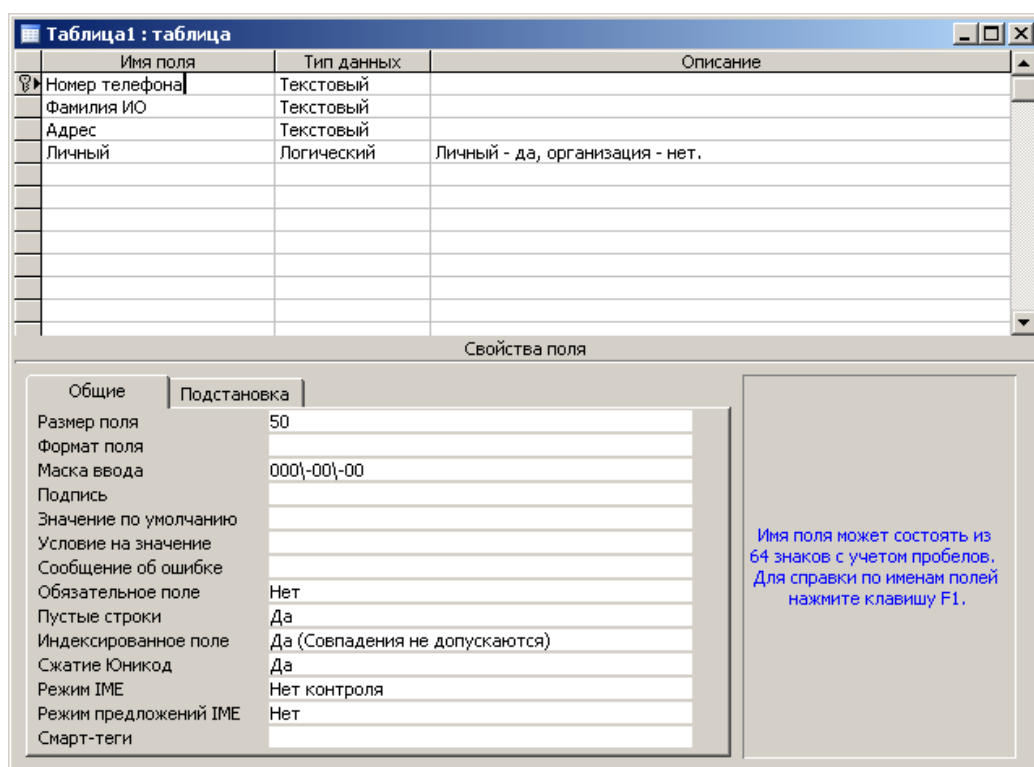 Таблица1 : таблица
Имя поля Тип данных Описание
Номер телефона Текстовый
Фамилия ИО Текстовый
Адрес Текстовый
Личный Логический Личный - да, организация - нет.
Свойства поля
Общие Подстановка
Размер поля 50
Формат поля
Маска ввода 000\-00\-00
Подпись
Значение по умолчанию
Условие на значение
Сообщение об ошибке
Обязательное поле Нет
Пустые строки Да
Индексированное поле Да (Совпадения не допускаются)
Сжатие Юникод Да
Режим IME Нет контроля
Режим предложений IME Нет
Смарт-теги
Имя поля может состоять из
64 знаков с учетом пробелов.
Для справки по именам полей
нажмите клавишу F1.